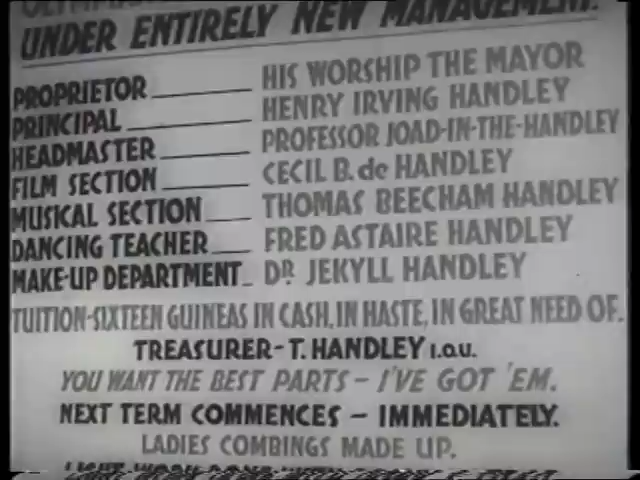 UNDER ENTIRELY NEW MANAGEMENT.
PROPRIETOR HIS WORSHIP THE MAYOR
PRINCIPAL HENRY IRVING HANDLEY
HEADMASTER PROFESSOR JOAD-IN-THE-HANDLEY
FILM SECTION CECIL B. de HANDLEY
MUSICAL SECTION THOMAS BEECHAM HANDLEY
DANCING TEACHER FRED ASTAIRE HANDLEY
MAKE-UP DEPARTMENT DR. JEKYLL HANDLEY
TUITION-SIXTEEN GUINEAS IN CASH, IN HASTE, IN GREAT NEED OF.
TREASURER - T. HANDLEY I.O.U.
YOU WANT THE BEST PARTS - I'VE GOT 'EM.
NEXT TERM COMMENCES - IMMEDIATELY.
LADIES COMBINGS MADE UP.